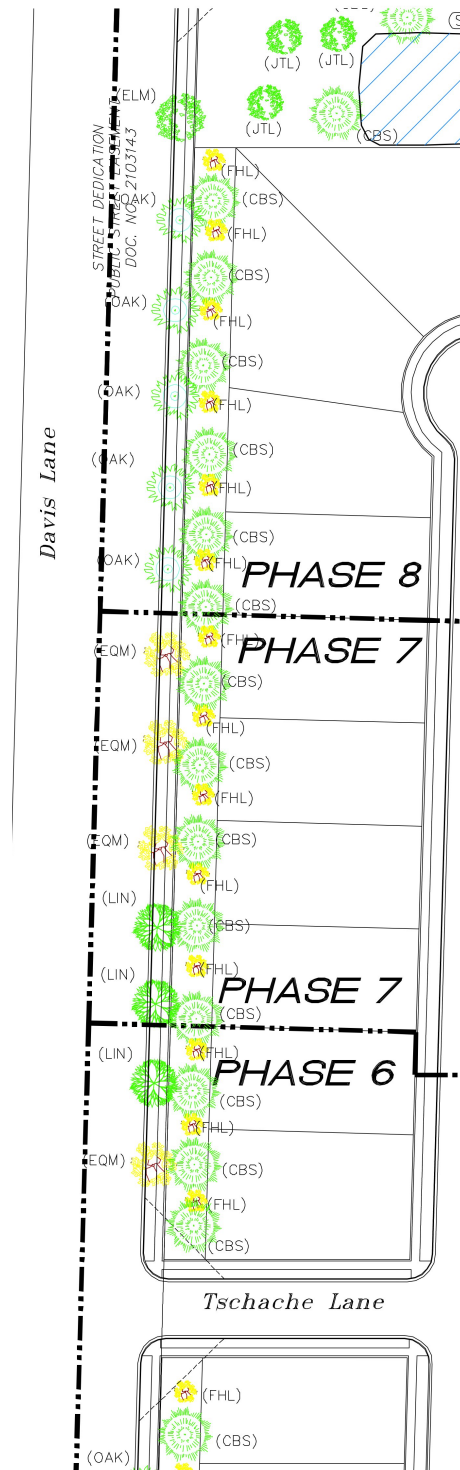 (JTL)
(JTL)
(ELM)
(JTL)
(CBS)
STREET DEDICATION
PUBLIC STREET EASEMENT
DOC. NO. 2103143
(FHL)
(OAK)
(CBS)
(FHL)
(CBS)
(OAK)
(FHL)
(CBS)
(OAK)
(FHL)
Davis Lane
(CBS)
(OAK)
(FHL)
(CBS)
(OAK)
(FHL)
PHASE 8
(CBS)
(FHL)
(EQM)
PHASE 7
(CBS)
(FHL)
(EQM)
(CBS)
(FHL)
(EQM)
(CBS)
(FHL)
(LIN)
(CBS)
(LIN)
(FHL)
PHASE 7
(CBS)
(LIN)
(FHL)
PHASE 6
(CBS)
(FHL)
(EQM)
(CBS)
(FHL)
(CBS)
Tschache Lane
(FHL)
(CBS)
(OAK)